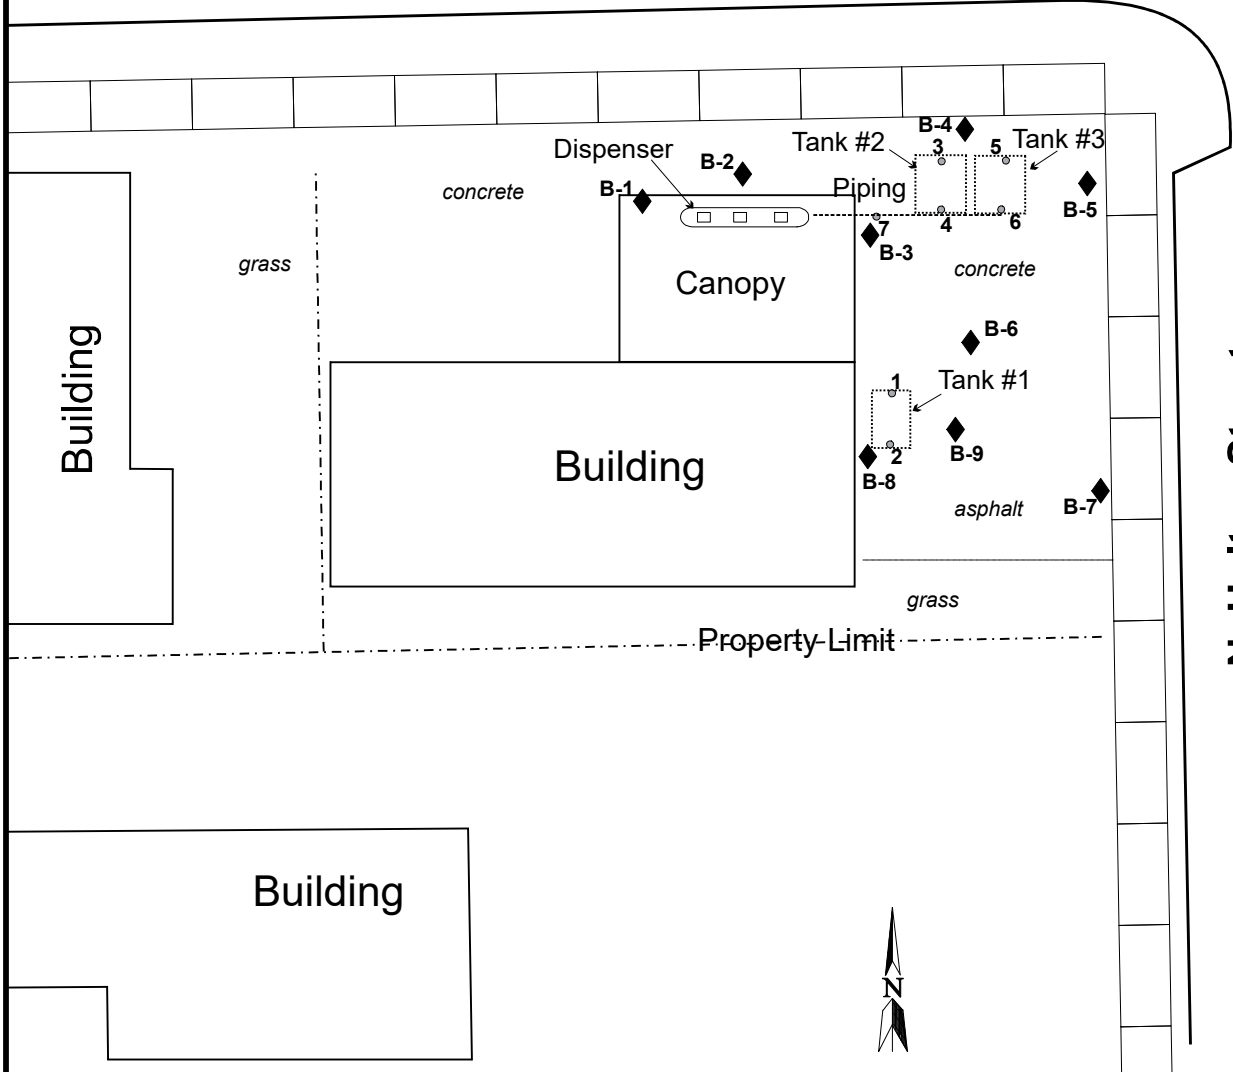 B-4
Tank #2
3
5
Tank #3
Dispenser
B-2
B-1
concrete
Piping
B-5
4
6
7
B-3
grass
concrete
Canopy
B-6
1
Tank #1
Building
Building
B-9
2
B-8
B-7
asphalt
grass
Property Limit
Building
N